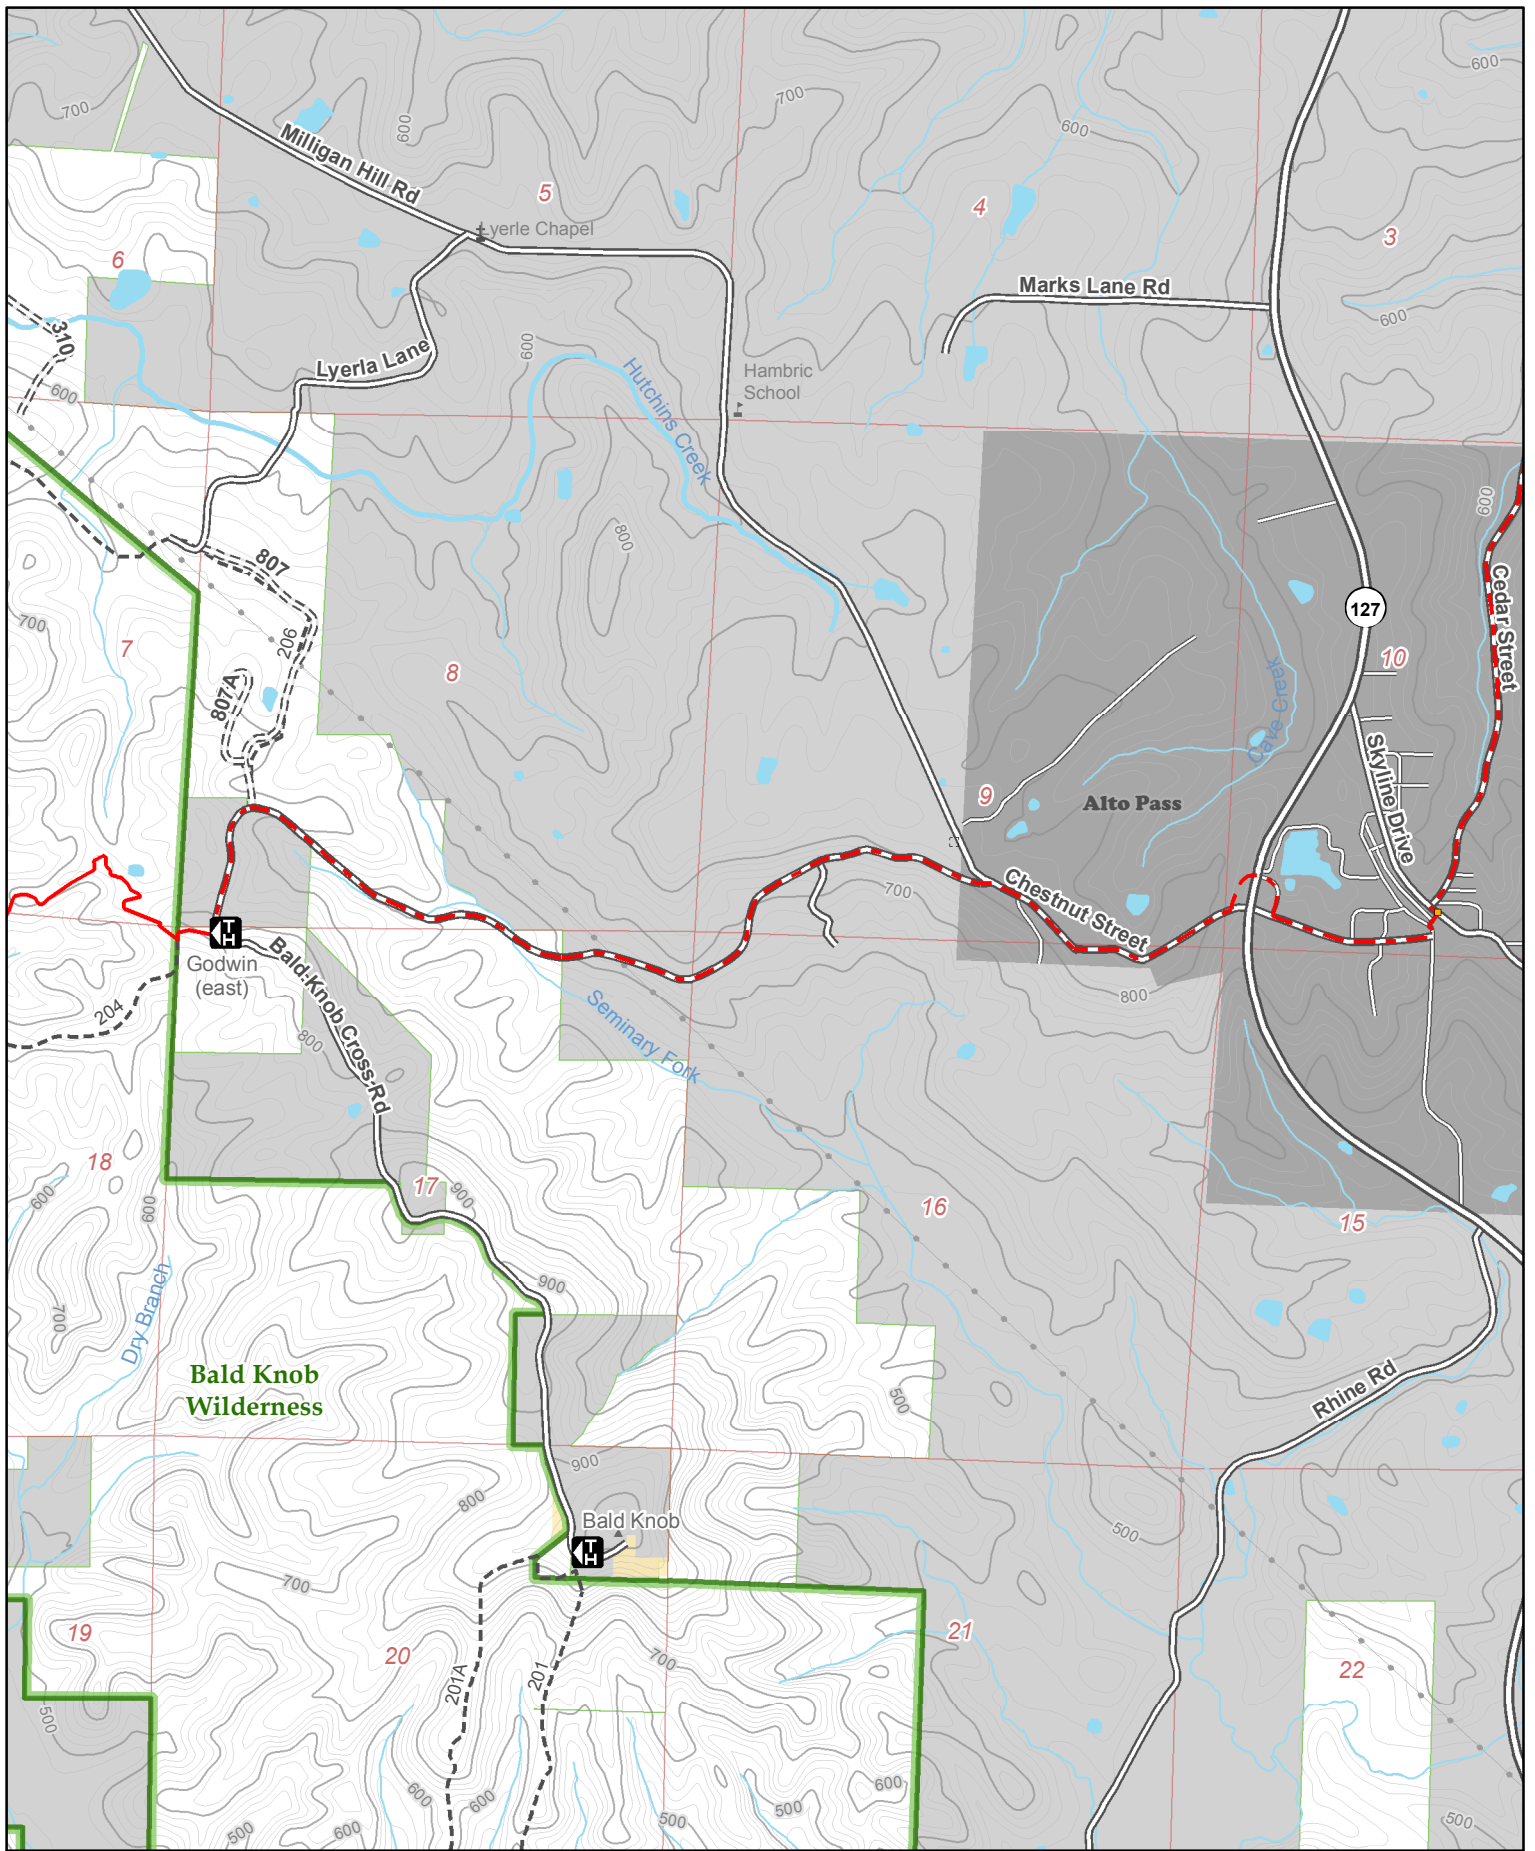 600
700
700
600
600
Milligan Hill Rd
5
4
3
Lyerle Chapel
6
Marks Lane Rd
600
310
Lyerla Lane
600
Hutchins Creek
Hambric
School
600
600
800
807
127
Cedar Street
700
7
206
8
10
807A
Cave Creek
Skyline Drive
9
Alto Pass
700
Chestnut Street
TH
Godwin
(east)
Bald Knob Cross Rd
204
800
Seminary Fork
800
18
17
900
16
15
600
600
900
700
Dry Branch
Bald Knob
Wilderness
500
Rhine Rd
900
800
Bald Knob
TH
500
700
19
20
21
22
700
201A
201
500
600
600
600
500
500
500
600
500